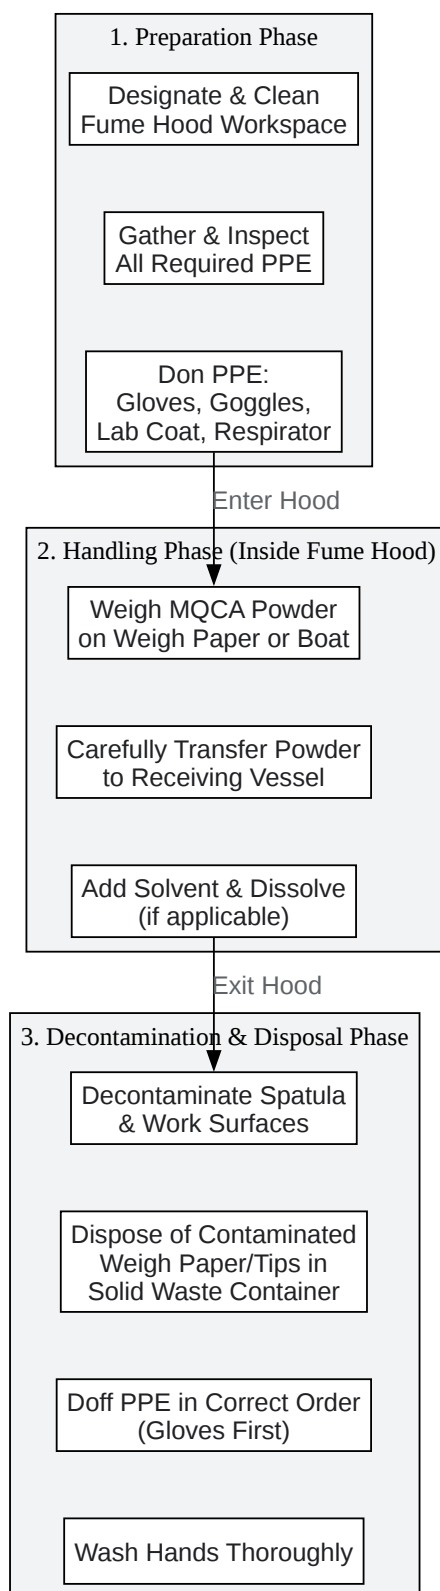 1. Preparation Phase
Designate & Clean
Fume Hood Workspace
Gather & Inspect
All Required PPE
Don PPE:
Gloves, Goggles,
Lab Coat, Respirator
Enter Hood
2. Handling Phase (Inside Fume Hood)
Weigh MQCA Powder
on Weigh Paper or Boat
Carefully Transfer Powder
to Receiving Vessel
Add Solvent & Dissolve
(if applicable)
Exit Hood
3. Decontamination & Disposal Phase
Decontaminate Spatula
& Work Surfaces
Dispose of Contaminated
Weigh Paper/Tips in
Solid Waste Container
Doff PPE in Correct Order
(Gloves First)
Wash Hands Thoroughly